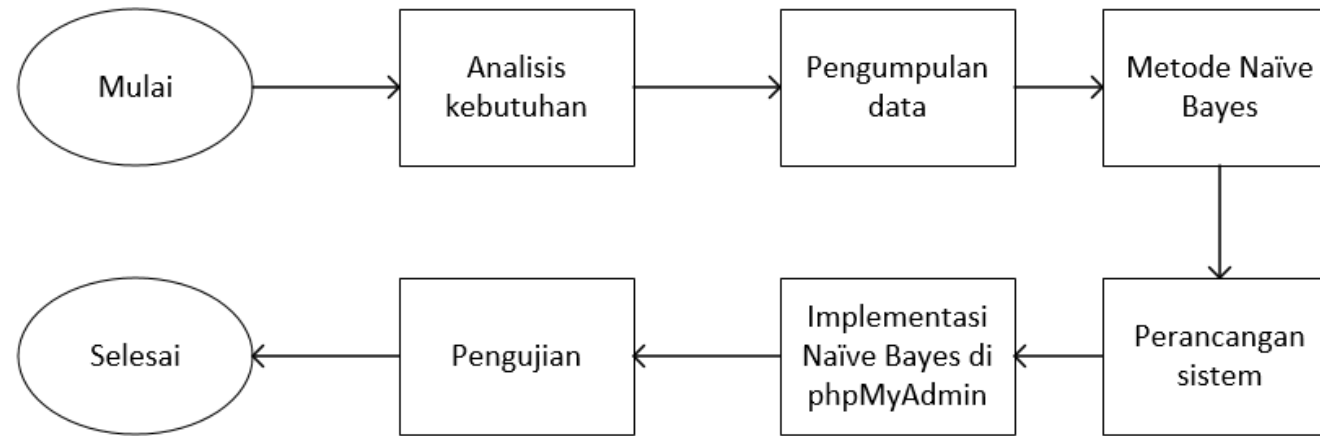 Mulai
Analisis
kebutuhan
Pengumpulan
data
Metode Naïve
Bayes
Perancangan
sistem
Implementasi
Naïve Bayes di
phpMyAdmin
Pengujian
Selesai